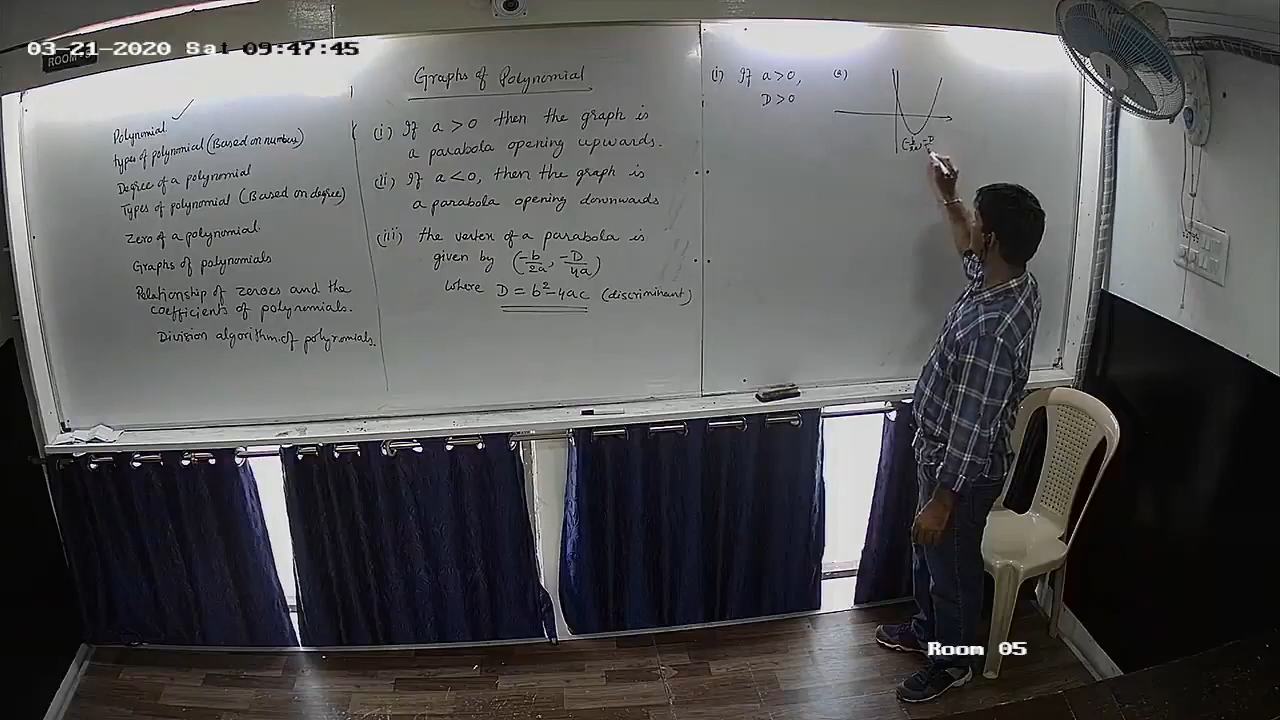 03-21-2020 Sat 09:47:45
ROOM-5
Polynomial ✓
Types of polynomial (Based on number)
Degree of a polynomial
Types of polynomial (Based on degree)
Zero of a polynomial.
Graphs of polynomials
Relationship of zeroes and the
coefficients of polynomials.
Division algorithm of polynomials.
Graphs of Polynomial
(i) If a > 0 then the graph is
a parabola opening upwards.
(ii) If a < 0, then the graph is
a parabola opening downwards
(iii) the vertex of a parabola is
given by (-b/2a, -D/4a)
where D = b² - 4ac (discriminant)
(i) If a > 0,
D > 0
(a)
Room 05